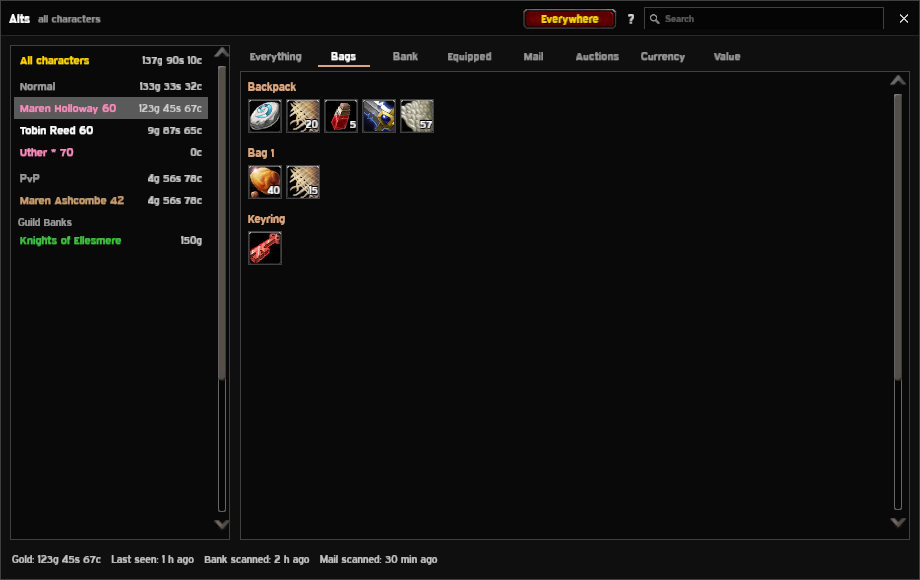 Alts all characters Everywhere ? Search
Everything Bags Bank Equipped Mail Auctions Currency Value
All characters 137g 90s 10c
Normal 133g 33s 32c
Maren Holloway 60 123g 45s 67c
Tobin Reed 60 9g 87s 65c
Uther * 70 0c
PvP 4g 56s 78c
Maren Ashcombe 42 4g 56s 78c
Guild Banks
Knights of Ellesmere 150g
Backpack
20 5 57
Bag 1
40 15
Keyring
Gold: 123g 45s 67c Last seen: 1 h ago Bank scanned: 2 h ago Mail scanned: 30 min ago